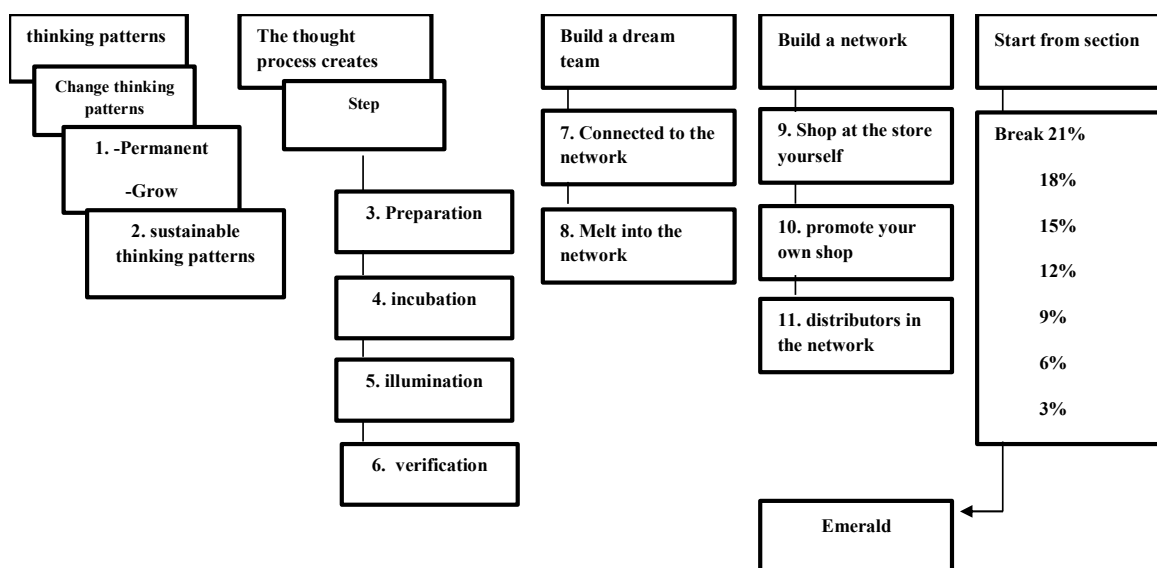 thinking patterns
Change thinking
patterns
1. -Permanent
-Grow
2. sustainable
thinking patterns
The thought
process creates
Step
3. Preparation
4. incubation
5. illumination
6. verification
Build a dream
team
7. Connected to the
network
8. Melt into the
network
Build a network
9. Shop at the store
yourself
10. promote your
own shop
11. distributors in
the network
Start from section
Break 21%
18%
15%
12%
9%
6%
3%
Emerald